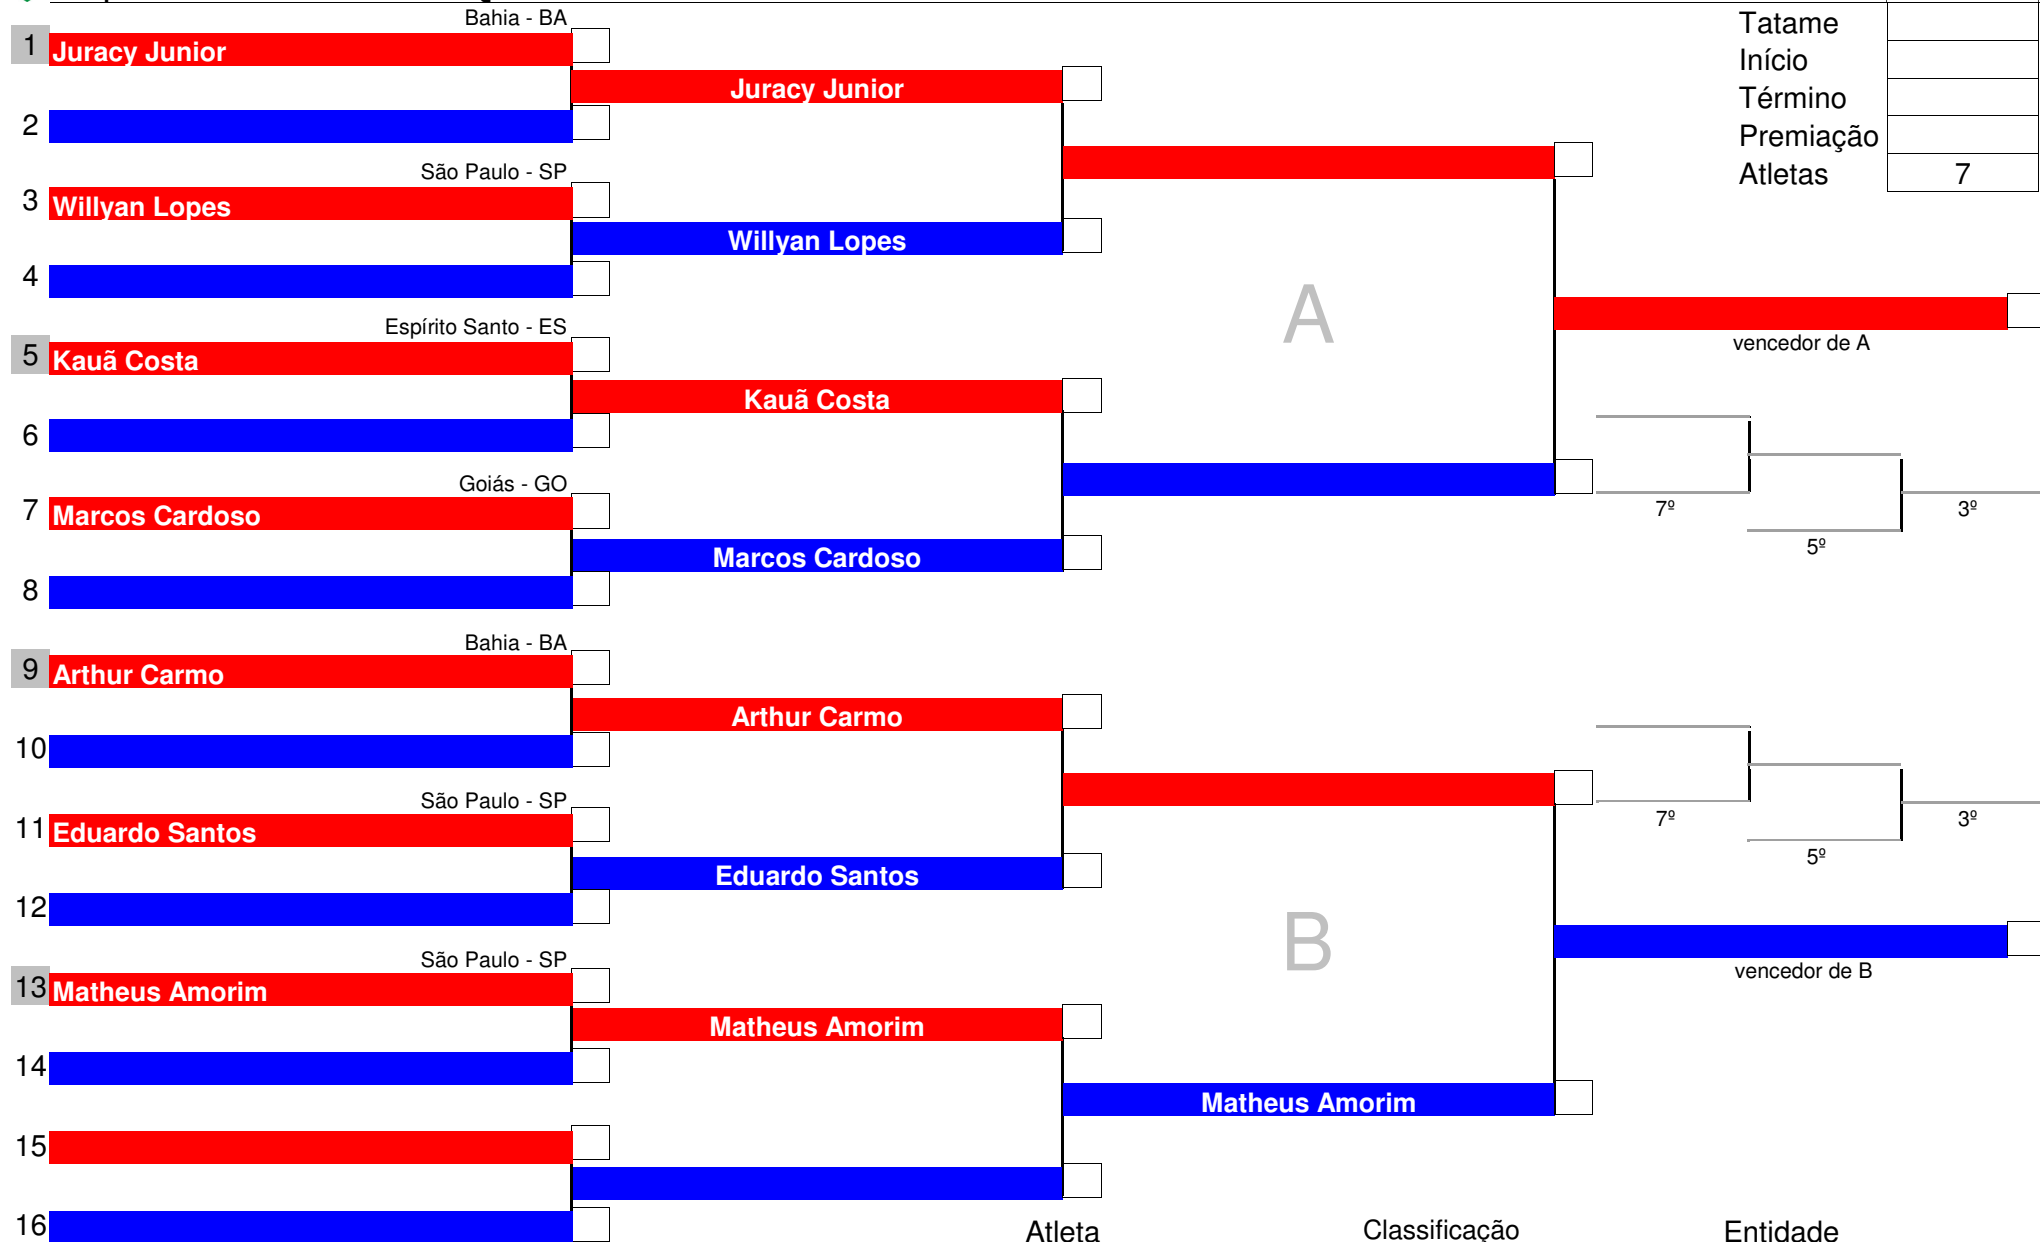 Bahia - BA
Tatame
1 Juracy Junior
Início
Juracy Junior
Término
2
Premiação
São Paulo - SP
Atletas 7
3 Willyan Lopes
Willyan Lopes
4
A
Espírito Santo - ES
vencedor de A
5 Kauã Costa
Kauã Costa
6
Goiás - GO
7 Marcos Cardoso
7º 3º
5º
Marcos Cardoso
8
Bahia - BA
9 Arthur Carmo
Arthur Carmo
10
São Paulo - SP
7º 3º
11 Eduardo Santos
5º
Eduardo Santos
12
B
São Paulo - SP
vencedor de B
13 Matheus Amorim
Matheus Amorim
14
Matheus Amorim
15
16
Atleta Classificação Entidade